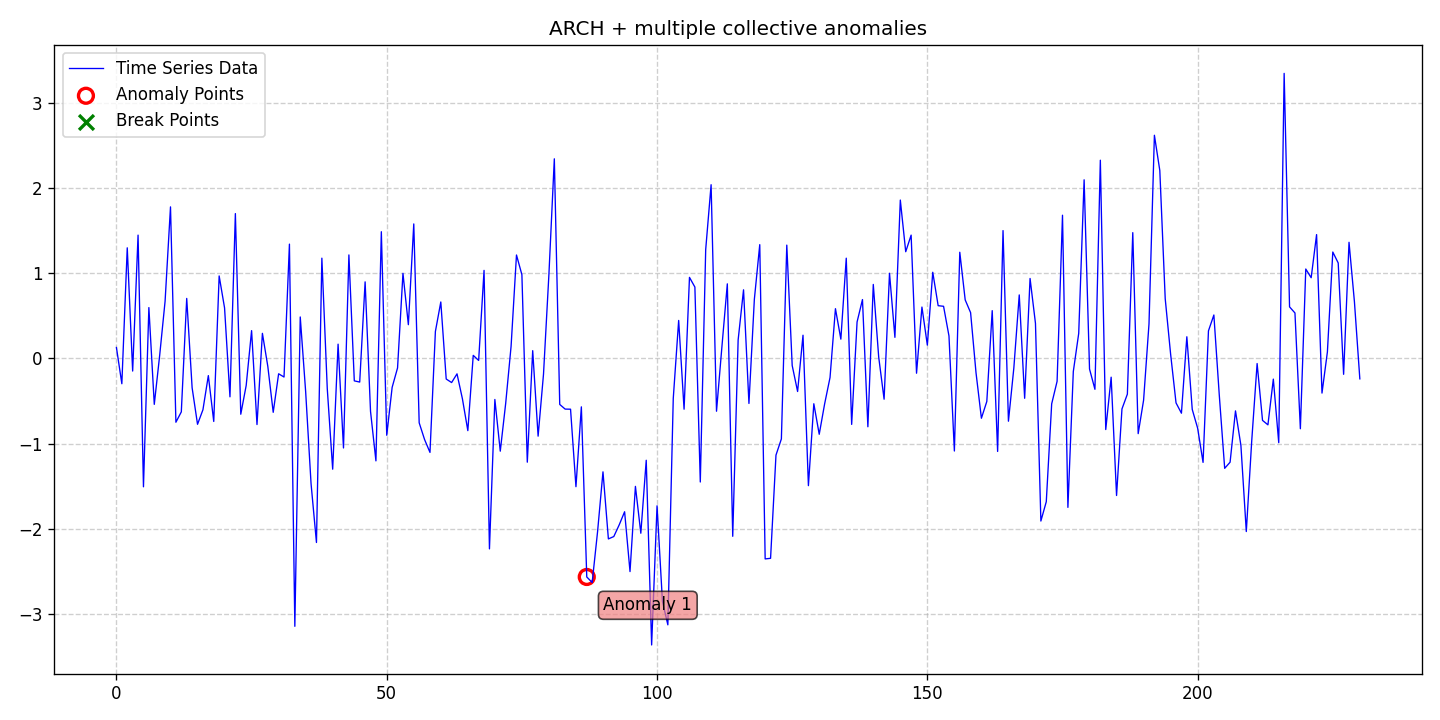 ARCH + multiple collective anomalies
Time Series Data
Anomaly Points
Break Points
3
2
1
0
−1
−2
−3
Anomaly 1
0
50
100
150
200